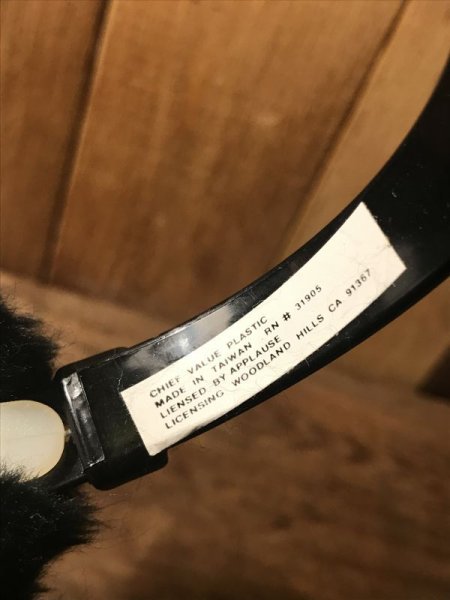 CHIEF VALUE PLASTIC
MADE IN TAIWAN RN # 31905
LIENSED BY APPLAUSE
LICENSING WOODLAND HILLS CA 91367